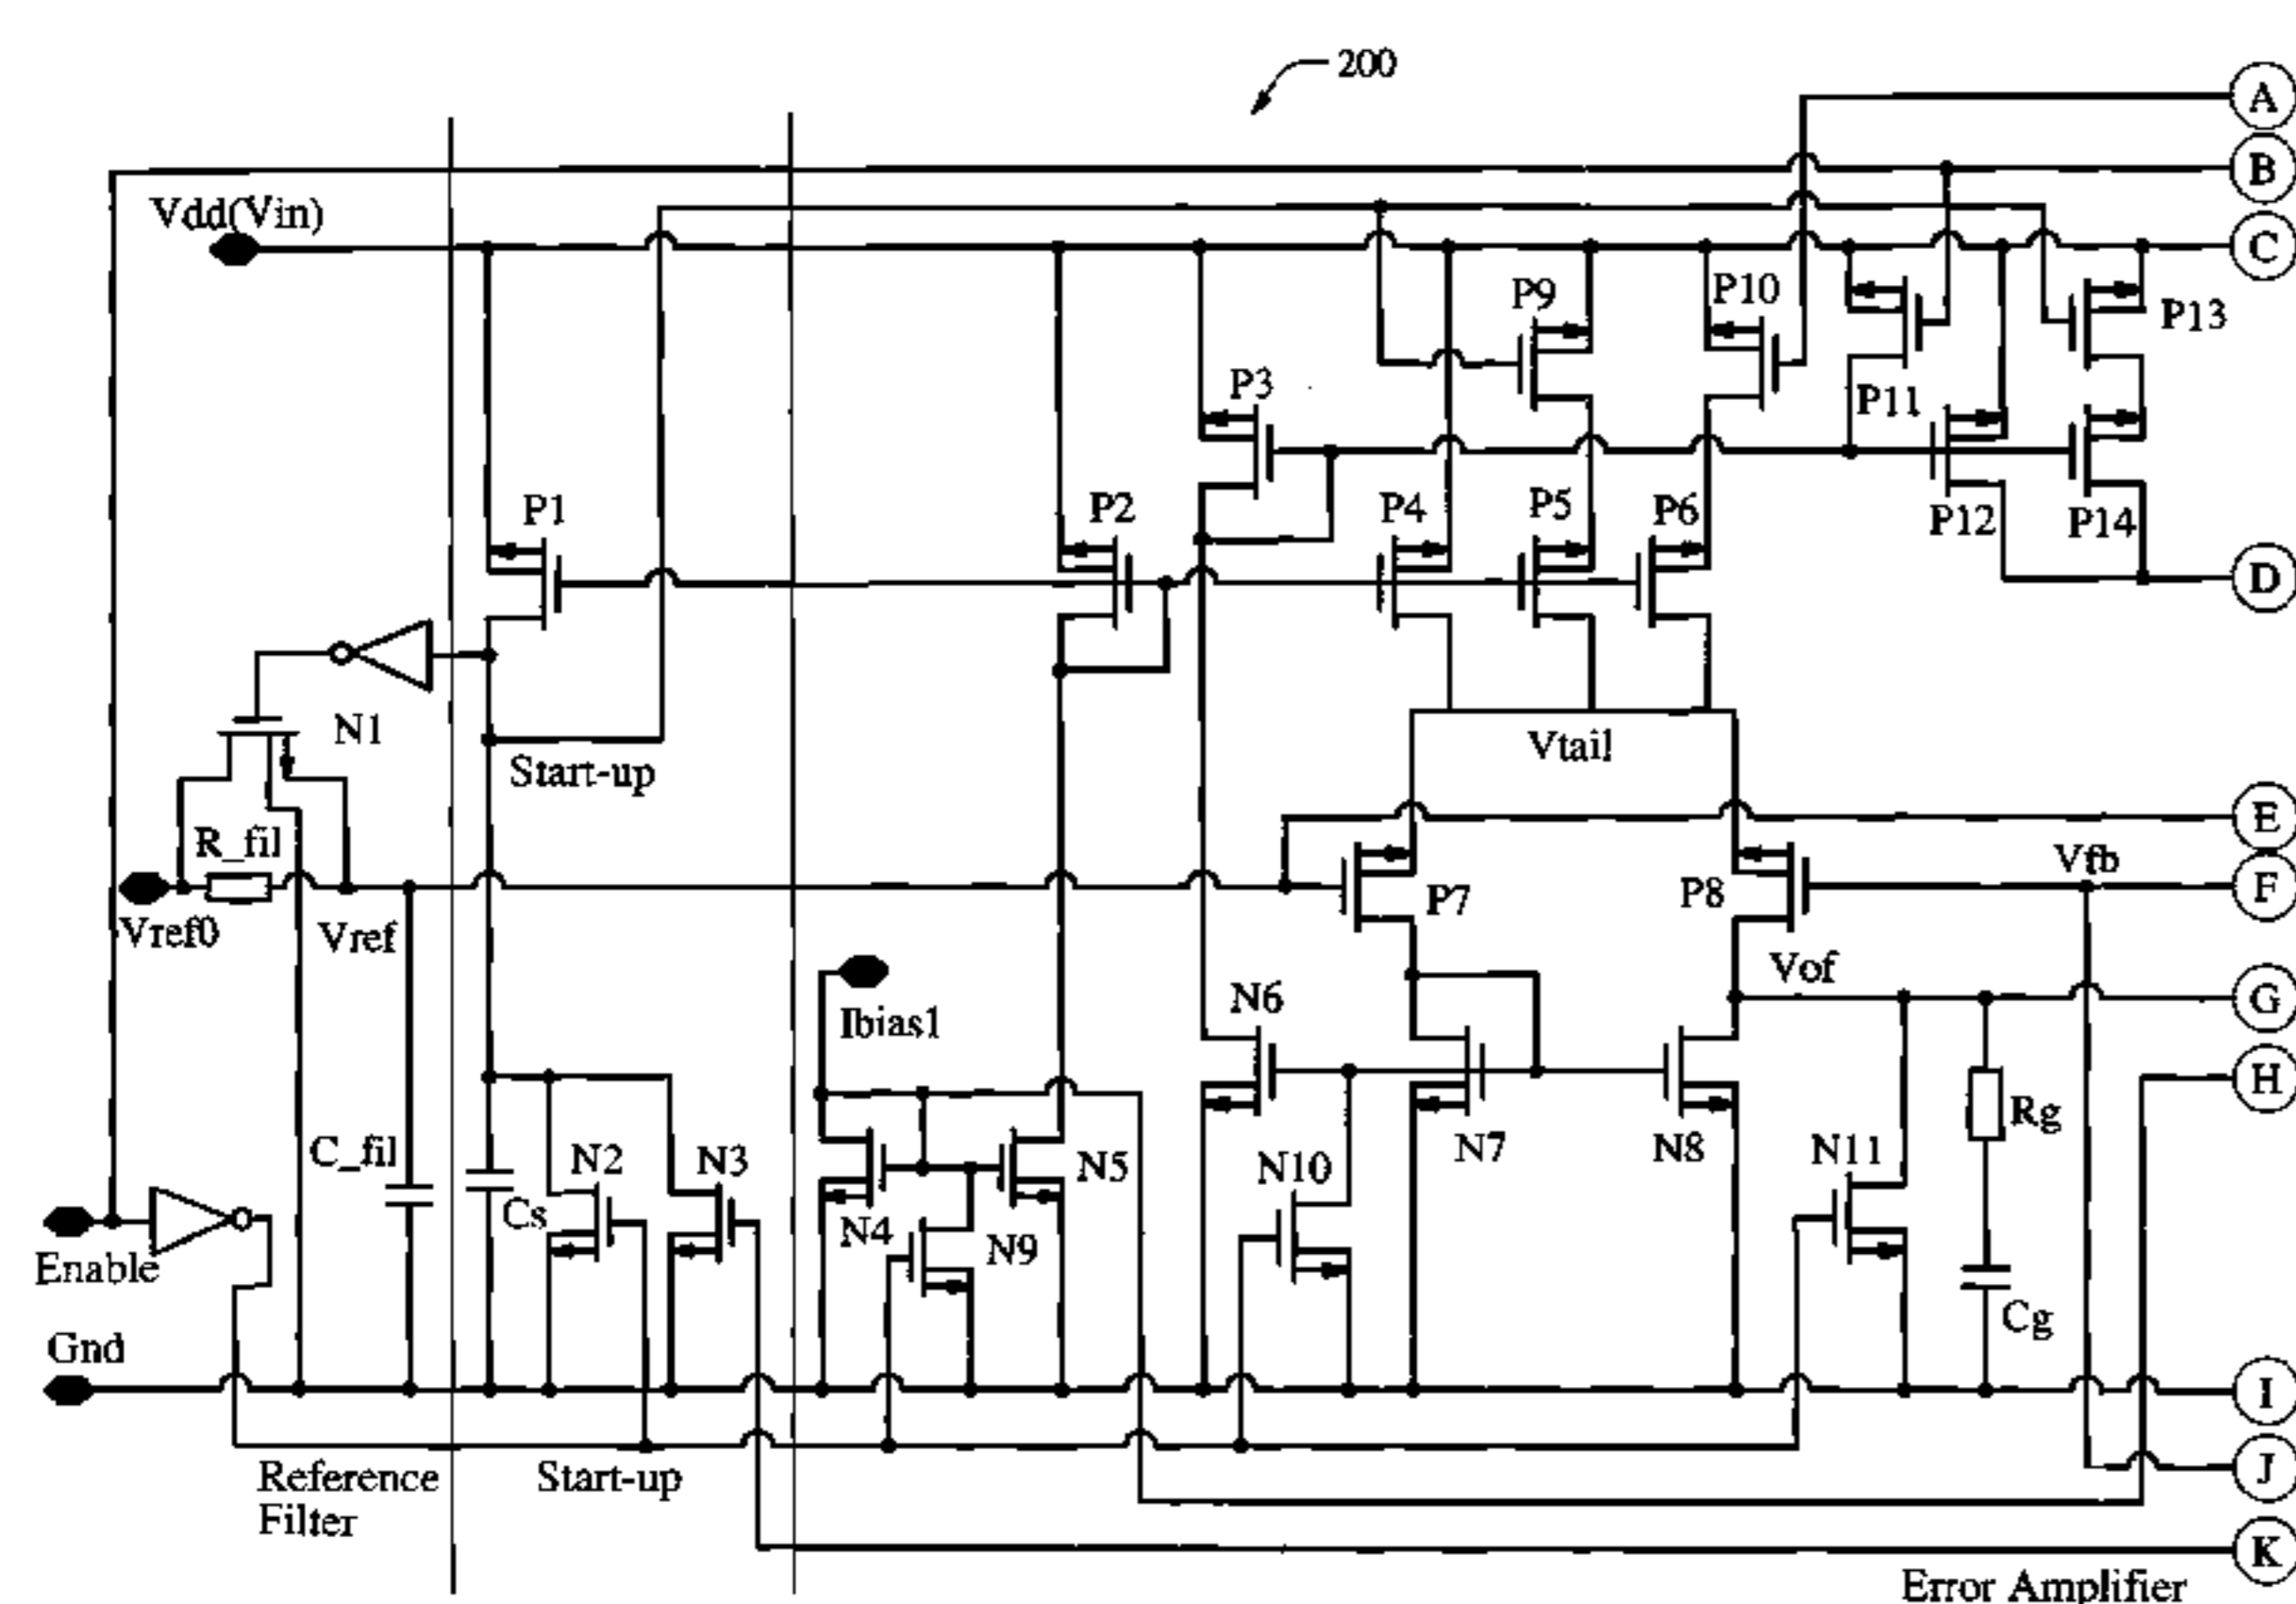 200
A
B
Vdd(Vin)
C
P9
P10
P13
P3
P11
P1
P2
P4
P5
P6
P12
P14
D
N1
Start-up
Vtail
E
R_fil
Vfb
F
P7
P8
Vref0
Vref
Vof
N6
G
Ibias1
H
Rg
C_fil
N2
N3
N5
N10
N7
N8
N11
Cs
N4
N9
Enable
Cg
Gnd
I
Reference
Filter
Start-up
J
K
Error Amplifier